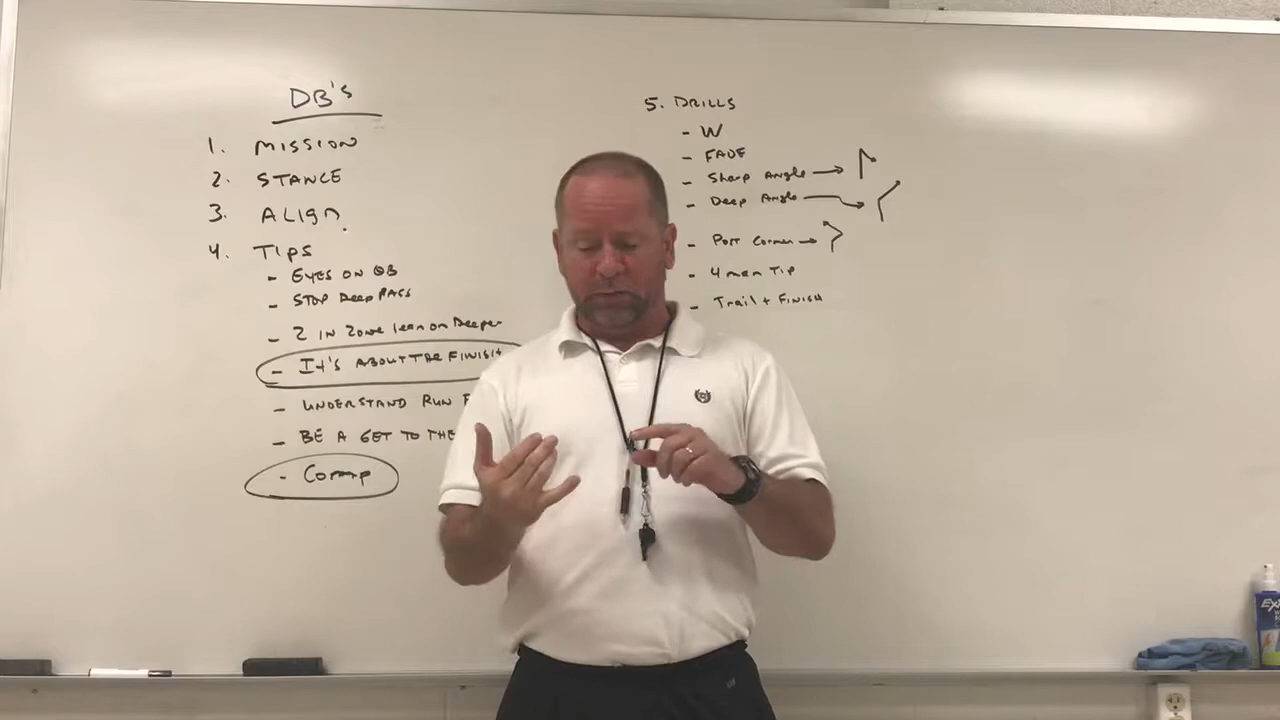 DB's
1. MISSION
2. STANCE
3. ALIGN
4. TIPS
- EYES ON QB
- STOP DEEP PASS
- 2 IN ZONE lean on Deeper
- It's ABOUT THE FINISH
- UNDERSTAND RUN
- BE A GET TO THE
- Comp
5. DRILLS
- W
- FADE
- Sharp Angle
- Deep Angle
- Post Corner
- 4 man Tip
- Trail + FINISH
EX